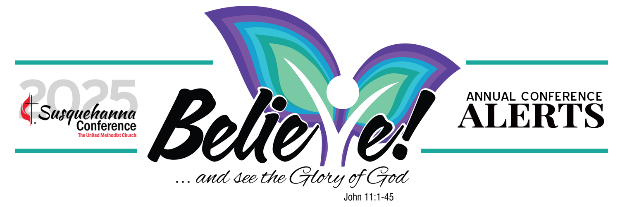 2025
Susquehanna
Conference
The United Methodist Church
Believe!
... and see the Glory of God
John 11:1-45
ANNUAL CONFERENCE
ALERTS